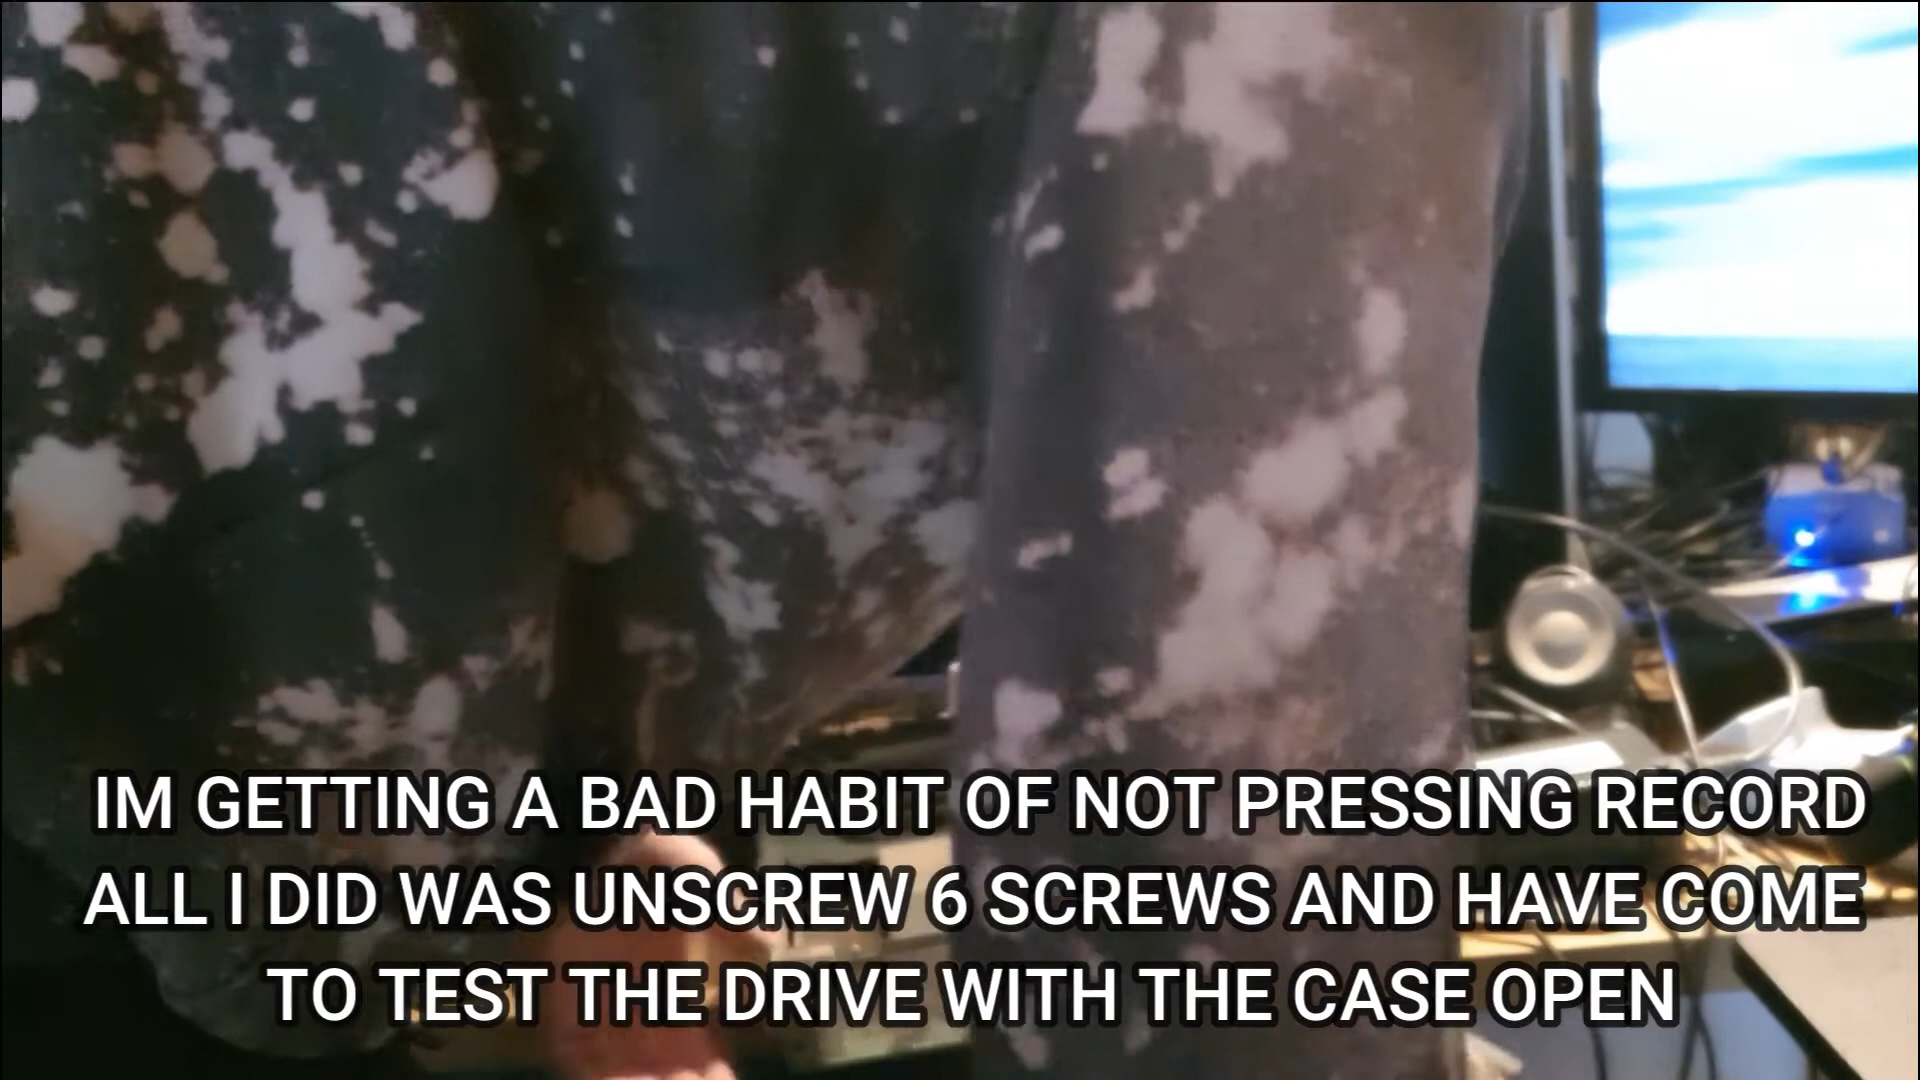 IM GETTING A BAD HABIT OF NOT PRESSING RECORD
ALL I DID WAS UNSCREW 6 SCREWS AND HAVE COME
TO TEST THE DRIVE WITH THE CASE OPEN